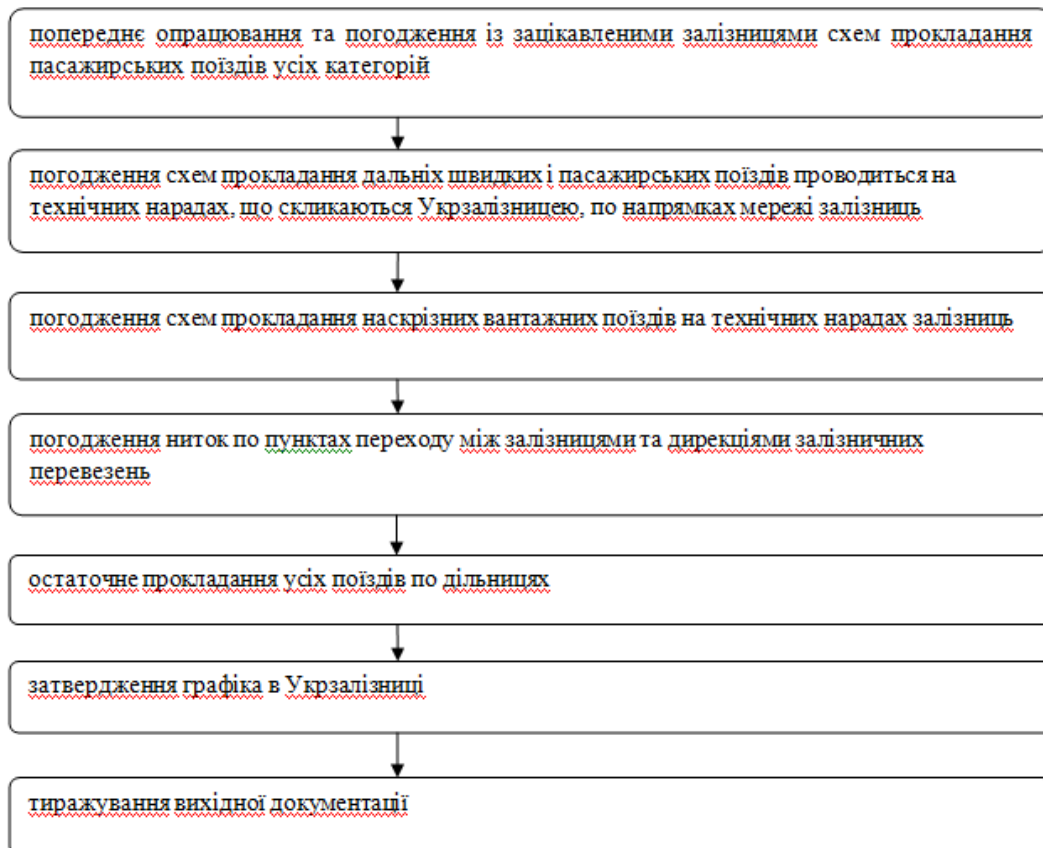 попереднє опрацювання та погодження із зацікавленими залізницями схем прокладання
пасажирських поїздів усіх категорій
погодження схем прокладання дальніх швидких і пасажирських поїздів проводиться на
технічних нарадах, що скликаються Укрзалізницею, по напрямках мережі залізниць
погодження схем прокладання наскрізних вантажних поїздів на технічних нарадах залізниць
погодження ниток по пунктах переходу між залізницями та дирекціями залізничних
перевезень
остаточне прокладання усіх поїздів по дільницях
затвердження графіка в Укрзалізниці
тиражування вихідної документації